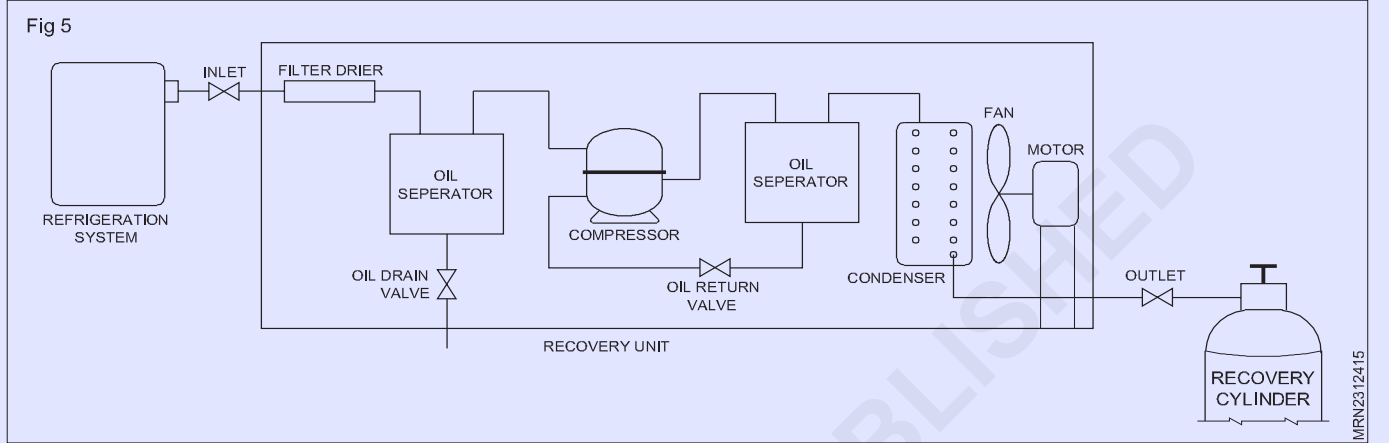 Fig 5
INLET
FILTER DRIER
FAN
MOTOR
OIL
SEPERATOR
OIL
SEPERATOR
REFRIGERATION
SYSTEM
COMPRESSOR
OIL DRAIN
VALVE
OIL RETURN
VALVE
CONDENSER
OUTLET
RECOVERY UNIT
RECOVERY
CYLINDER
MRN2312415
BLISHED